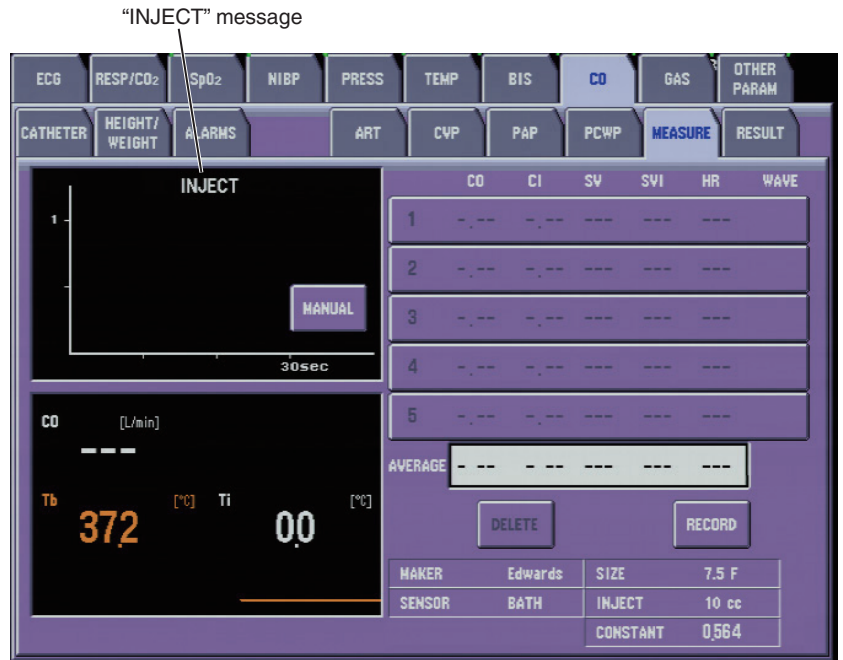 “INJECT” message
ECG RESP/CO2 SpO2 NIBP PRESS TEMP BIS CO GAS OTHER PARAM
CATHETER HEIGHT/ WEIGHT ALARMS ART CVP PAP PCWP MEASURE RESULT
INJECT
1
MANUAL
30sec
CO CI SV SVI HR WAVE
1 -.-- -.-- --- --- ---
2 -.-- -.-- --- --- ---
3 -.-- -.-- --- --- ---
4 -.-- -.-- --- --- ---
5 -.-- -.-- --- --- ---
AVERAGE - -- - -- --- --- ---
DELETE RECORD
CO [L/min]
---
Tb [°C] Ti [°C]
37.2 0.0
MAKER Edwards SIZE 7.5 F
SENSOR BATH INJECT 10 cc
CONSTANT 0.564